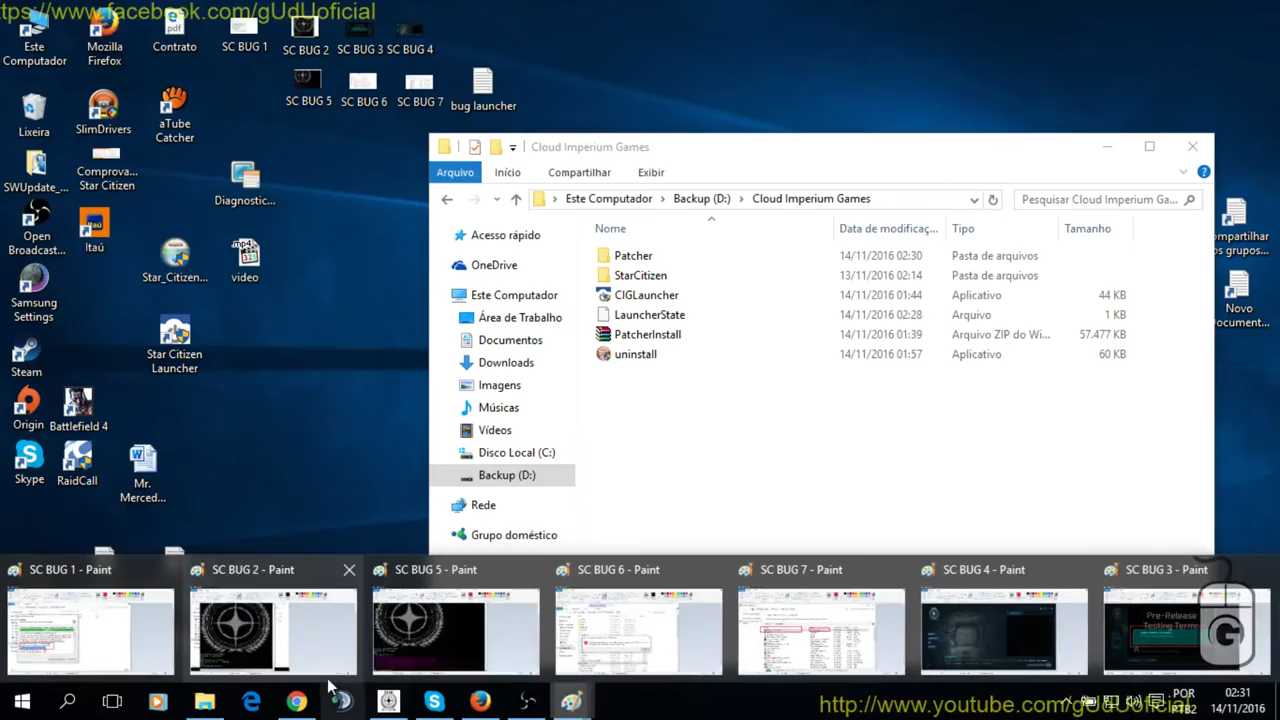 ttps://www.facebook.com/gUdUoficial
Este Computador
Mozilla Firefox
pdf
Contrato
SC BUG 1
SC BUG 2
SC BUG 3
SC BUG 4
SC BUG 5
SC BUG 6
SC BUG 7
bug launcher
Lixeira
SlimDrivers
aTube Catcher
SWUpdate_...
Comprova... Star Citizen
Diagnostic...
Open Broadcast...
Itaú
Star_Citizen...
mp4
321
video
Samsung Settings
Star Citizen Launcher
Steam
Origin
Battlefield 4
Skype
RaidCall
Mr. Merced...
Cloud Imperium Games
Arquivo
Início
Compartilhar
Exibir
Este Computador
Backup (D:)
Cloud Imperium Games
Pesquisar Cloud Imperium Ga...
Nome
Data de modificaç...
Tipo
Tamanho
Acesso rápido
OneDrive
Este Computador
Área de Trabalho
Documentos
Downloads
Imagens
Músicas
Vídeos
Disco Local (C:)
Backup (D:)
Rede
Grupo doméstico
Patcher 14/11/2016 02:30 Pasta de arquivos
StarCitizen 13/11/2016 02:14 Pasta de arquivos
CIGLauncher 14/11/2016 01:44 Aplicativo 44 KB
LauncherState 14/11/2016 02:28 Arquivo 1 KB
PatcherInstall 14/11/2016 01:39 Arquivo ZIP do Wi... 57.477 KB
uninstall 14/11/2016 01:57 Aplicativo 60 KB
ompartilhar os grupos...
Novo Document...
SC BUG 1 - Paint
SC BUG 2 - Paint
SC BUG 5 - Paint
SC BUG 6 - Paint
SC BUG 7 - Paint
SC BUG 4 - Paint
SC BUG 3 - Paint
Pre-Release
Testing Terms
G
POR
PTB2
02:31
14/11/2016
http://www.youtube.com/gUdUoficial